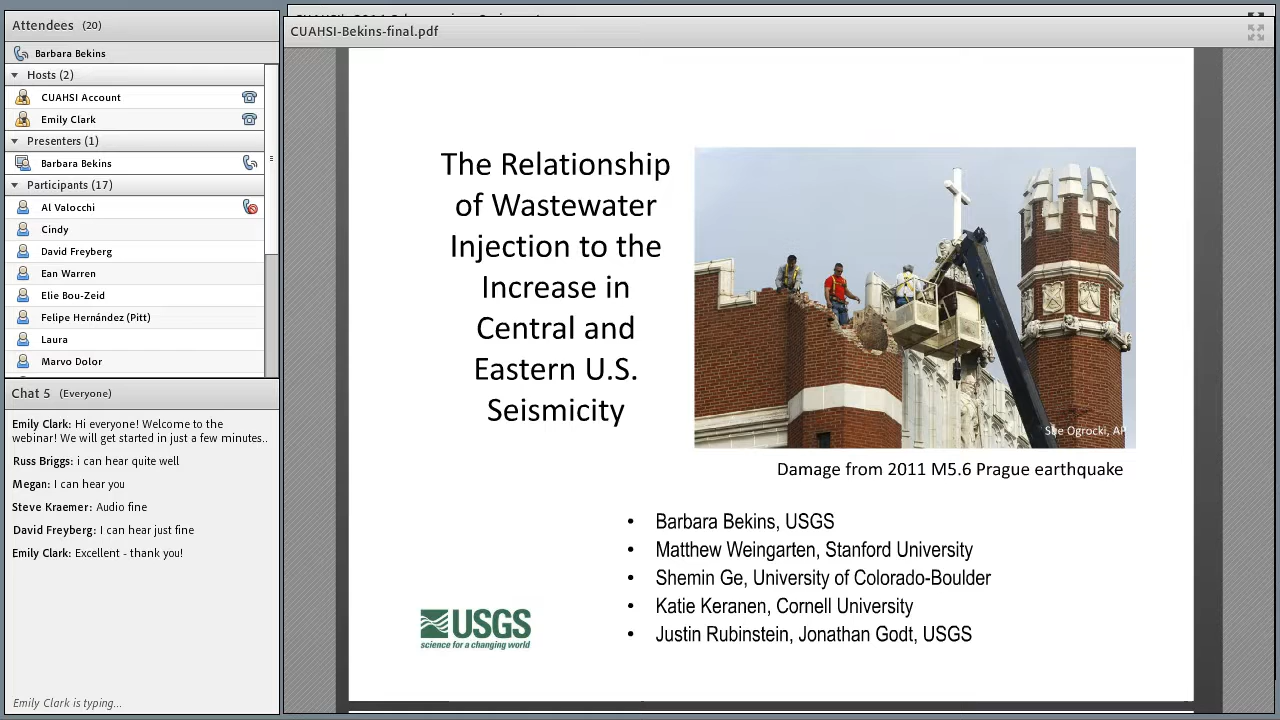 Attendees (20)
Barbara Bekins
Hosts (2)
CUAHSI Account
Emily Clark
Presenters (1)
Barbara Bekins
Participants (17)
Al Valocchi
Cindy
David Freyberg
Ean Warren
Elie Bou-Zeid
Felipe Hernández (Pitt)
Laura
Marvo Dolor
Chat 5 (Everyone)
Emily Clark: Hi everyone! Welcome to the
webinar! We will get started in just a few minutes..
Russ Briggs: i can hear quite well
Megan: I can hear you
Steve Kraemer: Audio fine
David Freyberg: I can hear just fine
Emily Clark: Excellent - thank you!
Emily Clark is typing...
CUAHSI-Bekins-final.pdf
The Relationship
of Wastewater
Injection to the
Increase in
Central and
Eastern U.S.
Seismicity
Sue Ogrocki, AP
Damage from 2011 M5.6 Prague earthquake
• Barbara Bekins, USGS
• Matthew Weingarten, Stanford University
• Shemin Ge, University of Colorado-Boulder
• Katie Keranen, Cornell University
• Justin Rubinstein, Jonathan Godt, USGS
USGS
science for a changing world